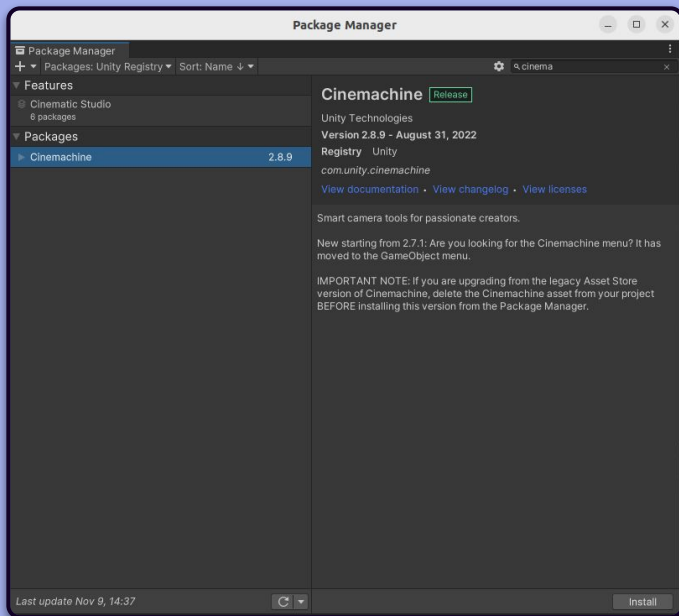 Package Manager
Package Manager
+ Packages: Unity Registry Sort: Name ↓ cinema
Features
Cinematic Studio
6 packages
Packages
Cinemachine 2.8.9
Cinemachine Release
Unity Technologies
Version 2.8.9 - August 31, 2022
Registry Unity
com.unity.cinemachine
View documentation • View changelog • View licenses
Smart camera tools for passionate creators.
New starting from 2.7.1: Are you looking for the Cinemachine menu? It has
moved to the GameObject menu.
IMPORTANT NOTE: If you are upgrading from the legacy Asset Store
version of Cinemachine, delete the Cinemachine asset from your project
BEFORE installing this version from the Package Manager.
Last update Nov 9, 14:37
Install